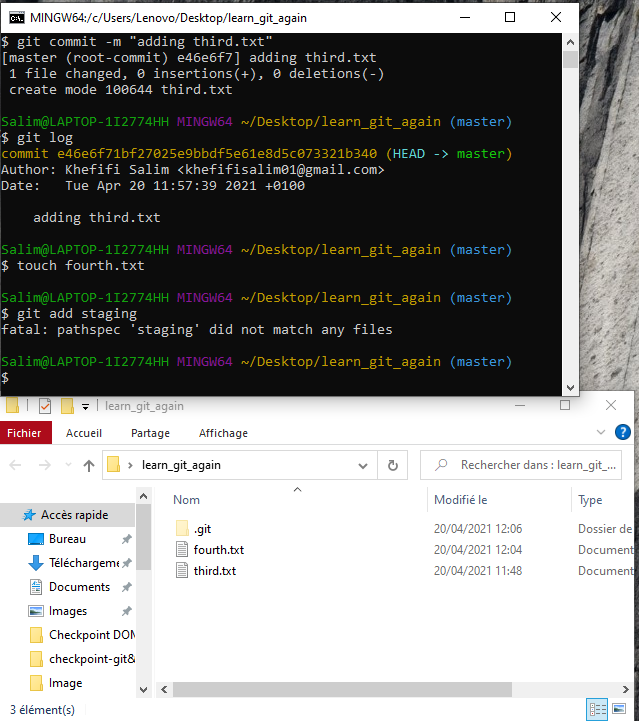 MINGW64:/c/Users/Lenovo/Desktop/learn_git_again
$ git commit -m "adding third.txt"
[master (root-commit) e46e6f7] adding third.txt
 1 file changed, 0 insertions(+), 0 deletions(-)
 create mode 100644 third.txt
Salim@LAPTOP-1I2774HH MINGW64 ~/Desktop/learn_git_again (master)
$ git log
commit e46e6f71bf27025e9bbdf5e61e8d5c073321b340 (HEAD -> master)
Author: Khefifi Salim <khefifisalim01@gmail.com>
Date:   Tue Apr 20 11:57:39 2021 +0100
    adding third.txt
Salim@LAPTOP-1I2774HH MINGW64 ~/Desktop/learn_git_again (master)
$ touch fourth.txt
Salim@LAPTOP-1I2774HH MINGW64 ~/Desktop/learn_git_again (master)
$ git add staging
fatal: pathspec 'staging' did not match any files
Salim@LAPTOP-1I2774HH MINGW64 ~/Desktop/learn_git_again (master)
$
learn_git_again
Fichier Accueil Partage Affichage
learn_git_again Rechercher dans : learn_git_...
Nom Modifié le Type
Accès rapide
Bureau
Téléchargeme
Documents
Images
Checkpoint DOM
checkpoint-git&
Image
.git 20/04/2021 12:06 Dossier de
fourth.txt 20/04/2021 12:04 Document
third.txt 20/04/2021 11:48 Document
3 élément(s)